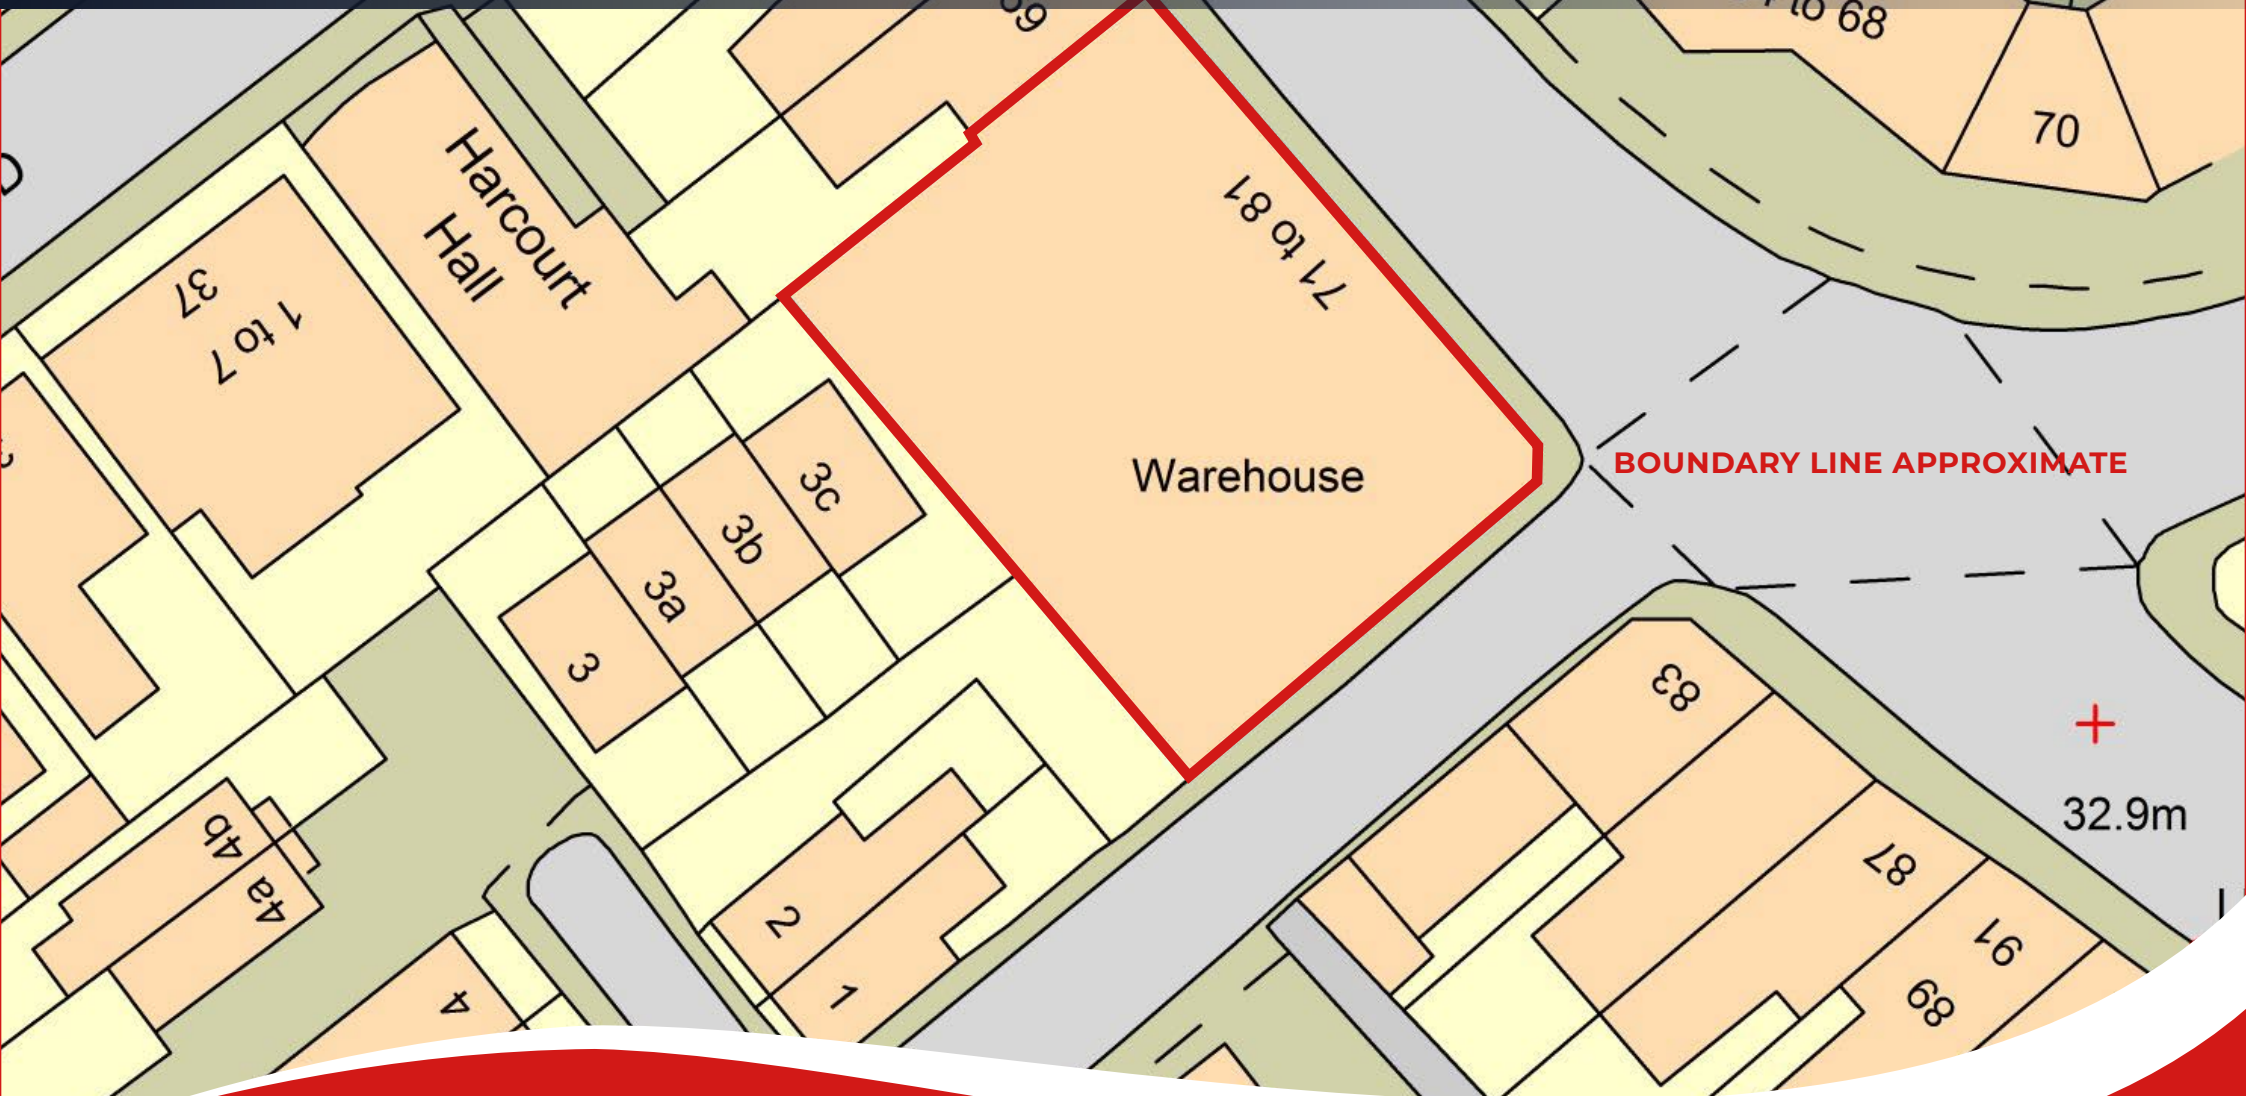 69
to 68
70
Harcourt
Hall
71 to 81
37
1 to 7
Warehouse
BOUNDARY LINE APPROXIMATE
3c
3b
3a
3
83
32.9m
4b
4a
87
2
91
1
89
4